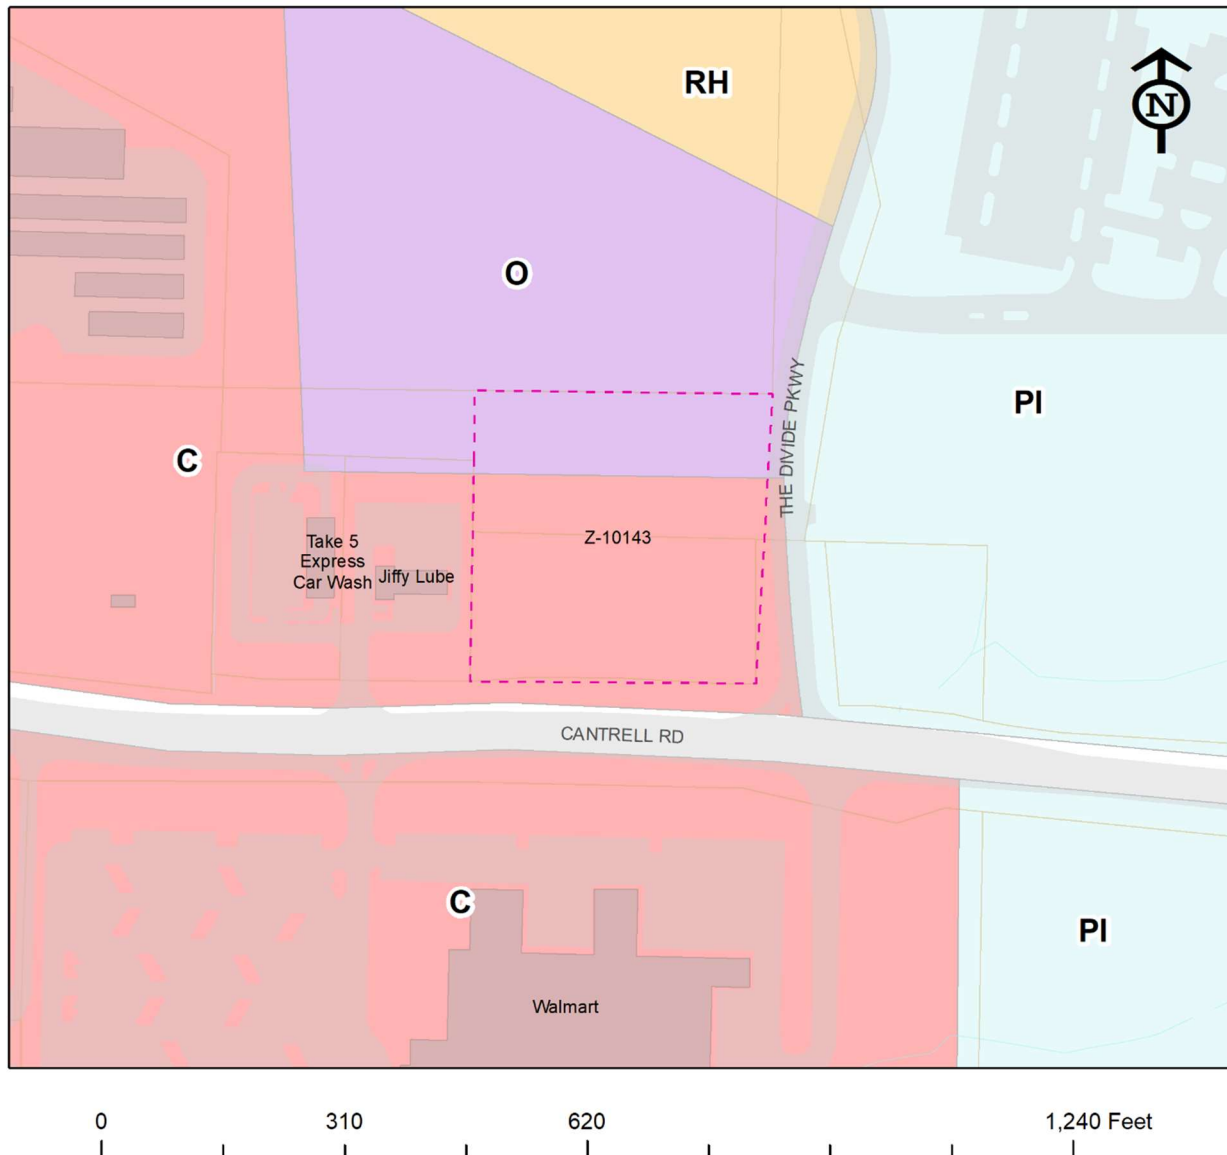 RH
N
O
PI
THE DIVIDE PKWY
C
Z-10143
Take 5
Express
Car Wash
Jiffy Lube
CANTRELL RD
C
PI
Walmart
0 310 620 1,240 Feet